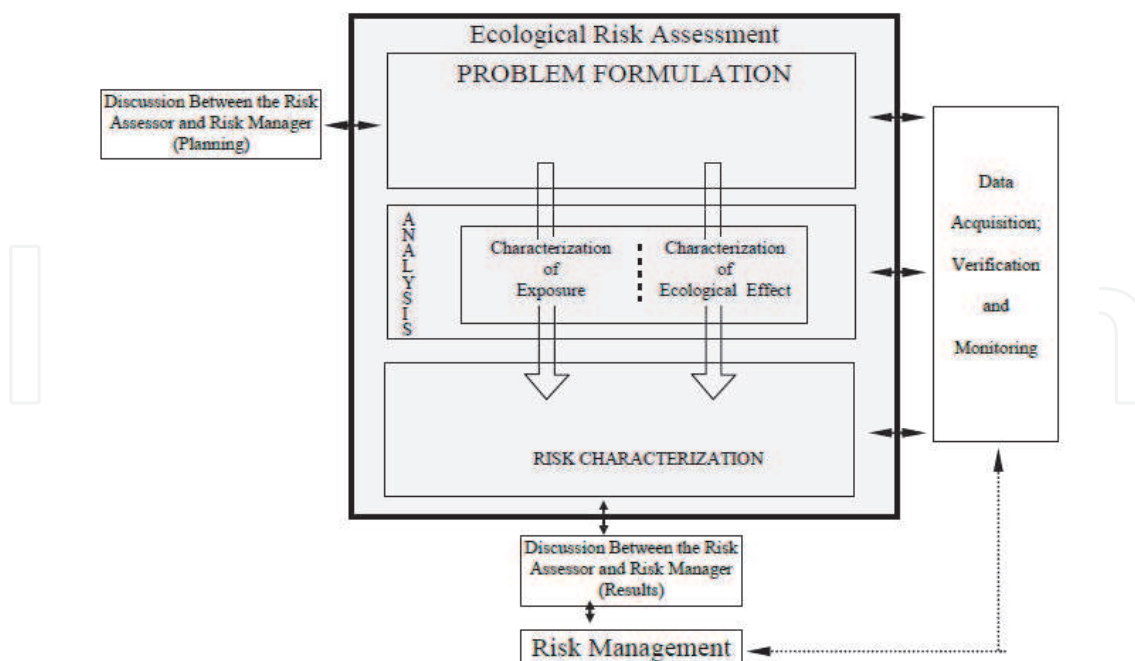 Ecological Risk Assessment
PROBLEM FORMULATION
Discussion Between the Risk
Assessor and Risk Manager
(Planning)
Data
Acquisition;
Verification
and
Monitoring
ANALYSIS
Characterization
of
Exposure
Characterization
of
Ecological Effect
RISK CHARACTERIZATION
Discussion Between the Risk
Assessor and Risk Manager
(Results)
Risk Management